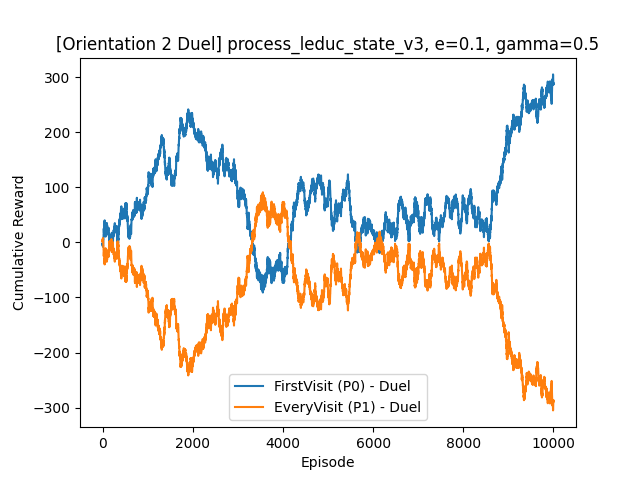 [Orientation 2 Duel] process_leduc_state_v3, e=0.1, gamma=0.5
300
200
100
0
−100
−200
−300
Cumulative Reward
FirstVisit (P0) - Duel
EveryVisit (P1) - Duel
0 2000 4000 6000 8000 10000
Episode